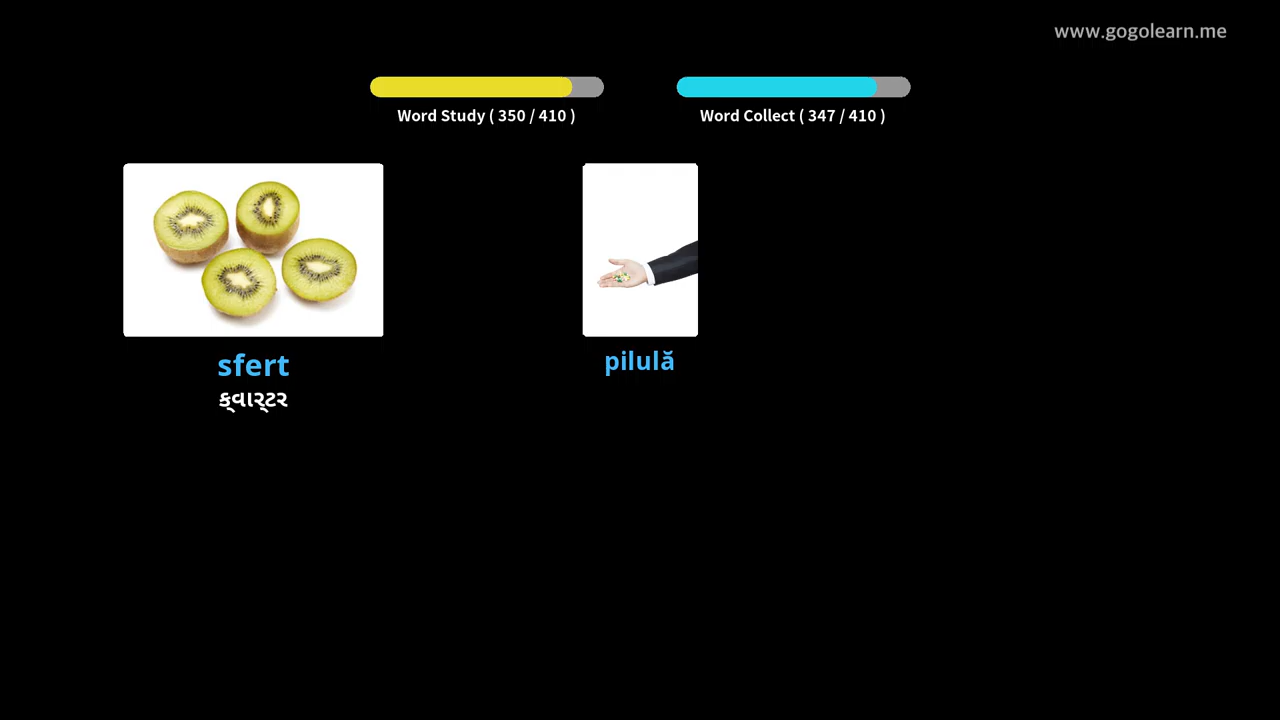 www.gogolearn.me
Word Study ( 350 / 410 )
Word Collect ( 347 / 410 )
sfert
ક્વાર્ટર
pilulă